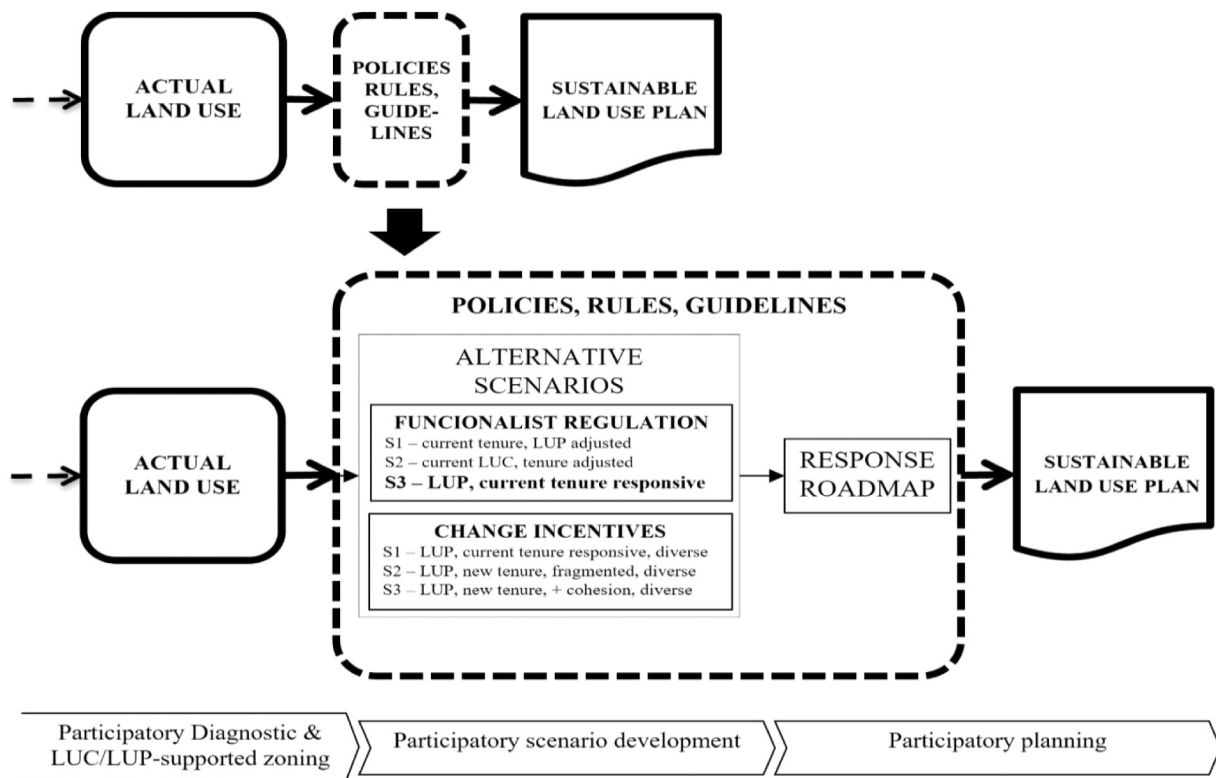 ACTUAL
LAND USE
POLICIES
RULES,
GUIDE-
LINES
SUSTAINABLE
LAND USE PLAN
POLICIES, RULES, GUIDELINES
ALTERNATIVE
SCENARIOS
FUNCIONALIST REGULATION
S1 – current tenure, LUP adjusted
S2 – current LUC, tenure adjusted
S3 – LUP, current tenure responsive
CHANGE INCENTIVES
S1 – LUP, current tenure responsive, diverse
S2 – LUP, new tenure, fragmented, diverse
S3 – LUP, new tenure, + cohesion, diverse
ACTUAL
LAND USE
RESPONSE
ROADMAP
SUSTAINABLE
LAND USE PLAN
Participatory Diagnostic &
LUC/LUP-supported zoning
Participatory scenario development
Participatory planning